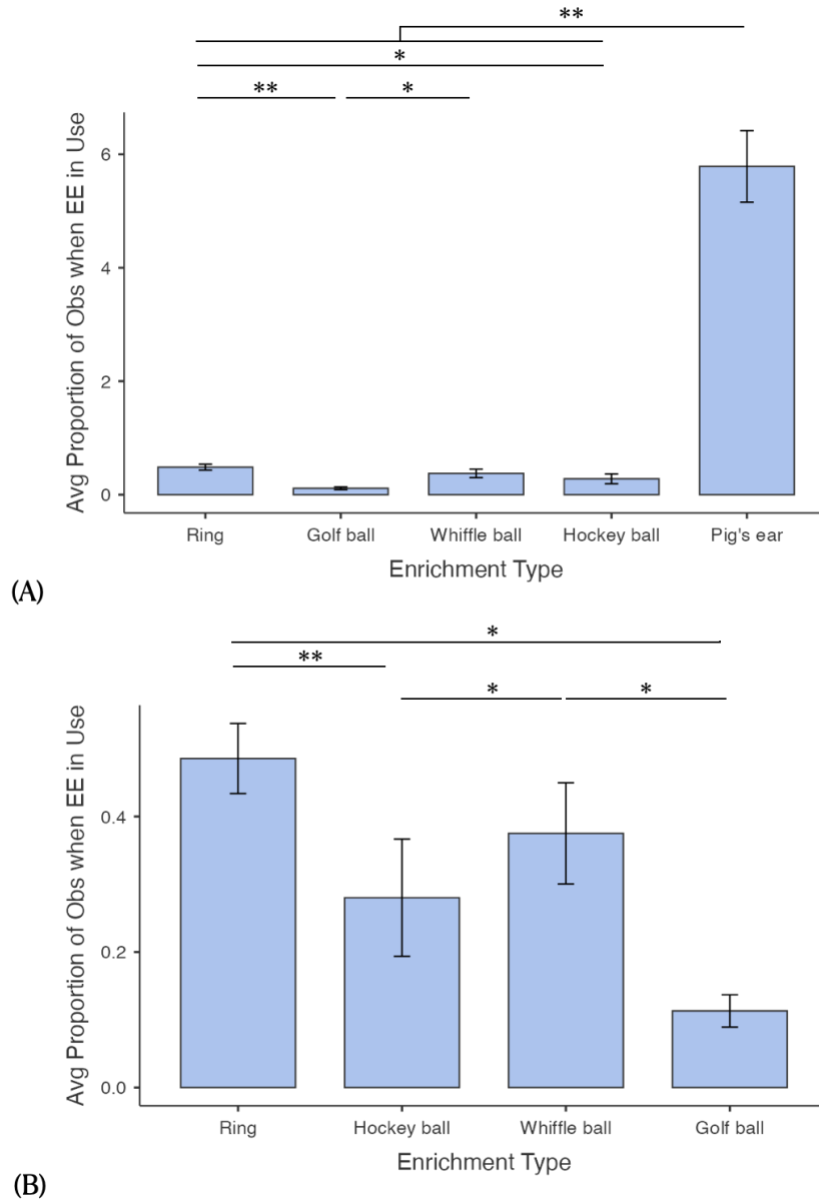 **
*
** *
Avg Proportion of Obs when EE in Use
6
4
2
0
Ring Golf ball Whiffle ball Hockey ball Pig's ear
Enrichment Type
(A)
*
**
* *
Avg Proportion of Obs when EE in Use
0.4
0.2
0.0
Ring Hockey ball Whiffle ball Golf ball
Enrichment Type
(B)